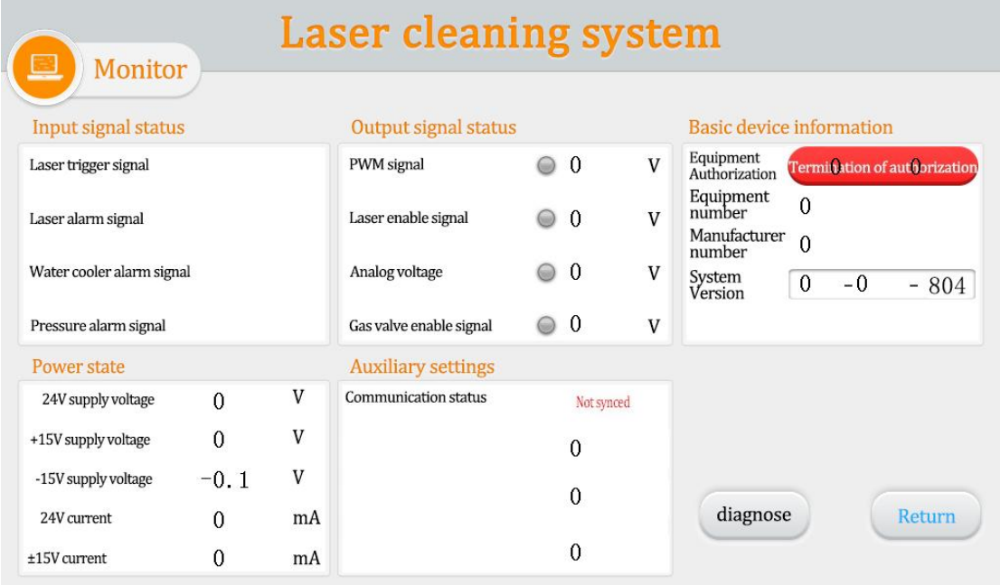 Laser cleaning system
Monitor
Input signal status
Laser trigger signal
Laser alarm signal
Water cooler alarm signal
Pressure alarm signal
Output signal status
PWM signal 0 V
Laser enable signal 0 V
Analog voltage 0 V
Gas valve enable signal 0 V
Basic device information
Equipment
Authorization
Termination of authorization
0 0
Equipment
number
0
Manufacturer
number
0
System
Version
0 -0 - 804
Power state
24V supply voltage 0 V
+15V supply voltage 0 V
-15V supply voltage -0.1 V
24V current 0 mA
±15V current 0 mA
Auxiliary settings
Communication status Not synced
0
0
0
diagnose
Return